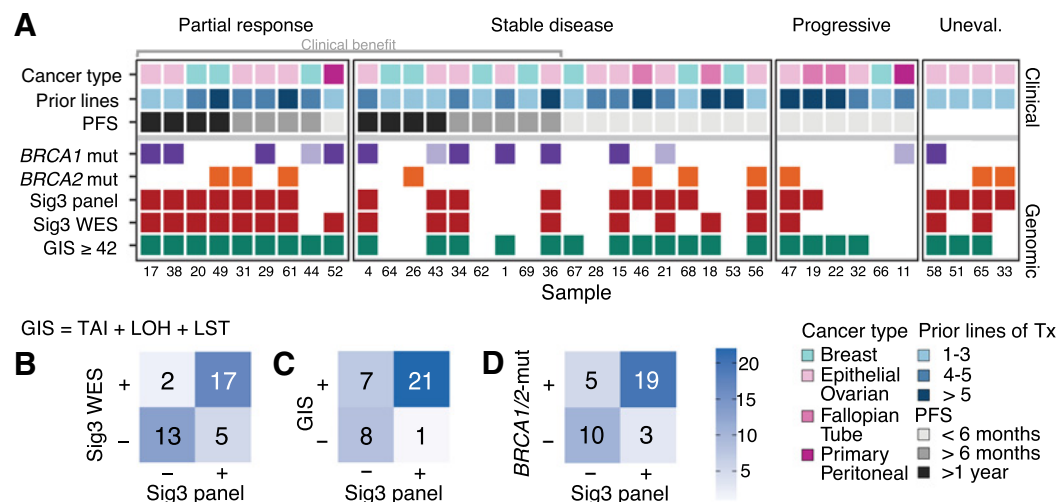 A
Partial response
Stable disease
Progressive
Uneval.
Clinical benefit
Cancer type
Prior lines
PFS
Clinical
BRCA1 mut
BRCA2 mut
Sig3 panel
Sig3 WES
GIS ≥ 42
Genomic
17 38 20 49 31 29 61 44 52 4 64 26 43 34 62 1 69 36 67 28 15 46 21 68 18 53 56 47 19 22 32 66 11 58 51 65 33
Sample
GIS = TAI + LOH + LST
B
Sig3 WES
+ 2 17
− 13 5
− +
Sig3 panel
C
GIS
+ 7 21
− 8 1
− +
Sig3 panel
D
BRCA1/2-mut
+ 5 19
− 10 3
− +
Sig3 panel
20
15
10
5
Cancer type
Breast
Epithelial
Ovarian
Fallopian
Tube
Primary
Peritoneal
Prior lines of Tx
1-3
4-5
> 5
PFS
< 6 months
> 6 months
>1 year